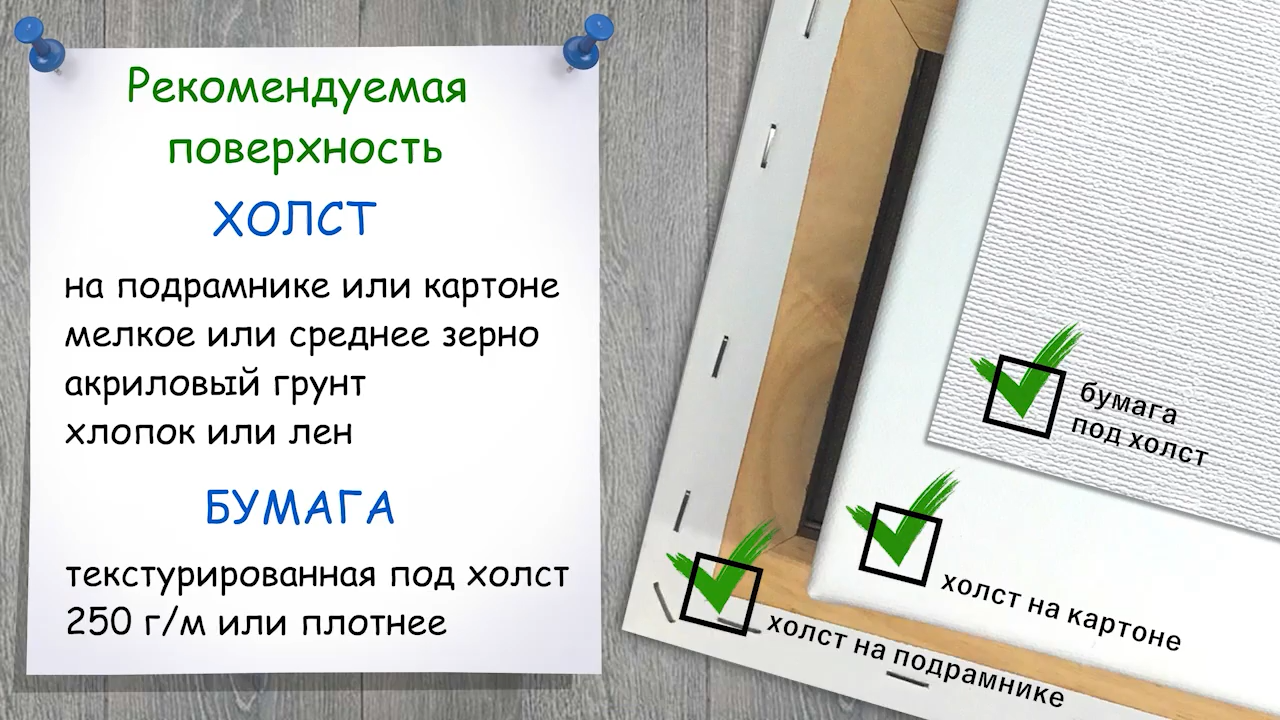 Рекомендуемая
поверхность
ХОЛСТ
на подрамнике или картоне
мелкое или среднее зерно
акриловый грунт
хлопок или лен
БУМАГА
текстурированная под холст
250 г/м или плотнее
бумага
под холст
холст на картоне
холст на подрамнике